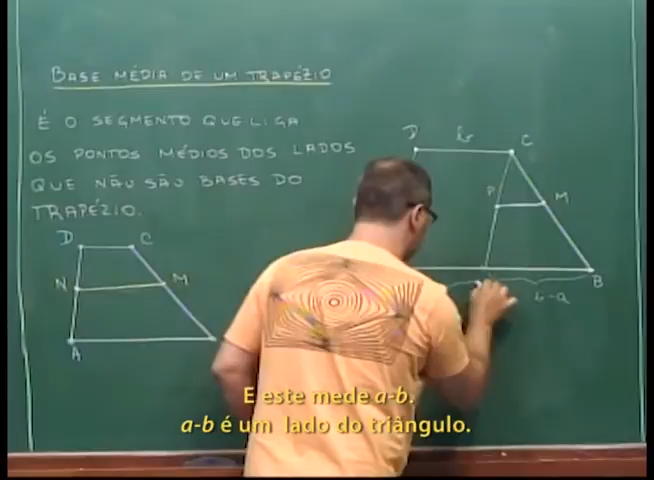 BASE MÉDIA DE UM TRAPÉZIO
É O SEGMENTO QUE LIGA
OS PONTOS MÉDIOS DOS LADOS
QUE NÃO SÃO BASES DO
TRAPÉZIO.
D C
N M
A
D b C
P M
B
b-a
E este mede a-b.
a-b é um lado do triângulo.